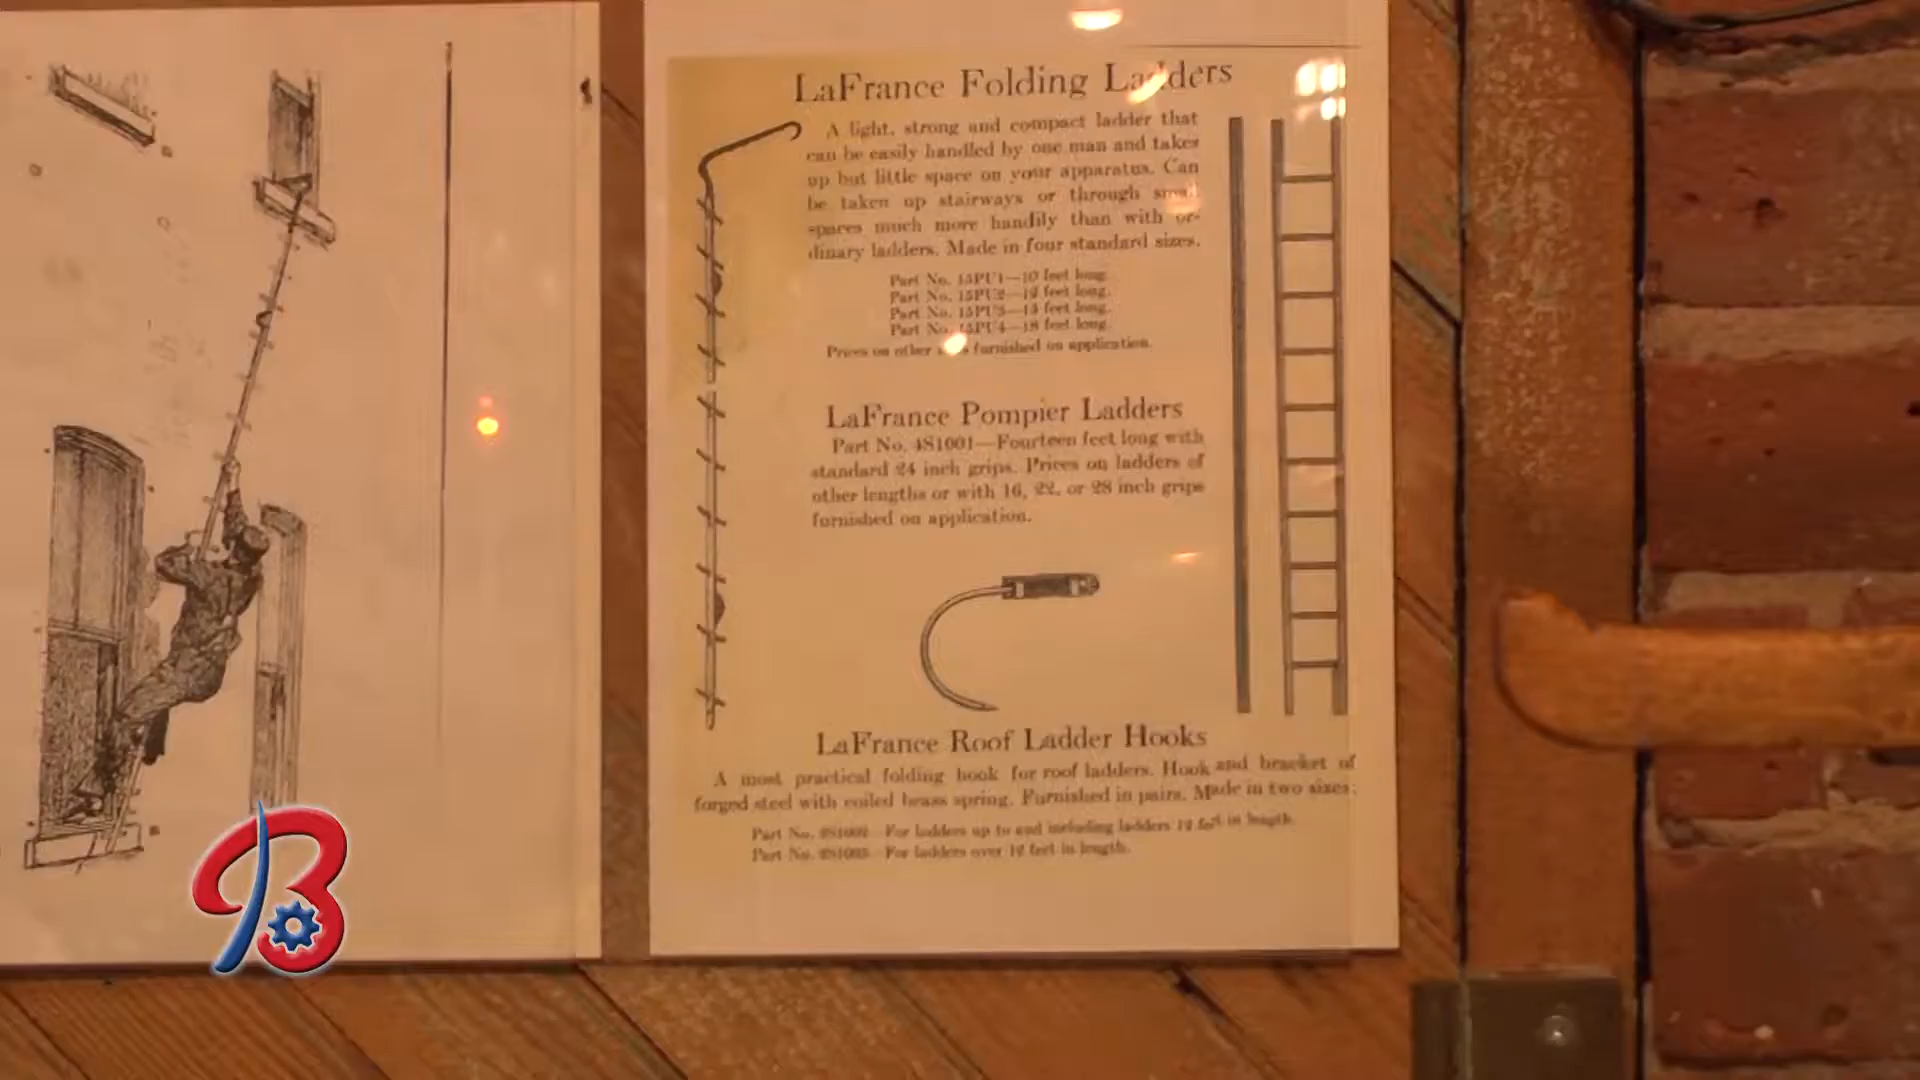 LaFrance Folding Ladders
A light, strong and compact ladder that
can be easily handled by one man and takes
up but little space on your apparatus. Can
be taken up stairways or through small
spaces much more handily than with or-
dinary ladders. Made in four standard sizes.
Part No. 15PU1—10 feet long.
Part No. 15PU2—12 feet long.
Part No. 15PU3— feet long.
Part No. 15PU4— feet long.
Prices on other furnished on application.
LaFrance Pompier Ladders
Part No. 4S1001—Fourteen feet long with
standard 24 inch grips. Prices on ladders of
other lengths or with 16, 22, or 28 inch grips
furnished on application.
LaFrance Roof Ladder Hooks
A most practical folding hook for roof ladders. Hook and bracket of
forged steel with coiled brass spring. Furnished in pairs. Made in two sizes:
Part No. For ladders up to and including ladders 12 feet in length.
Part No. For ladders over 12 feet in length.
B